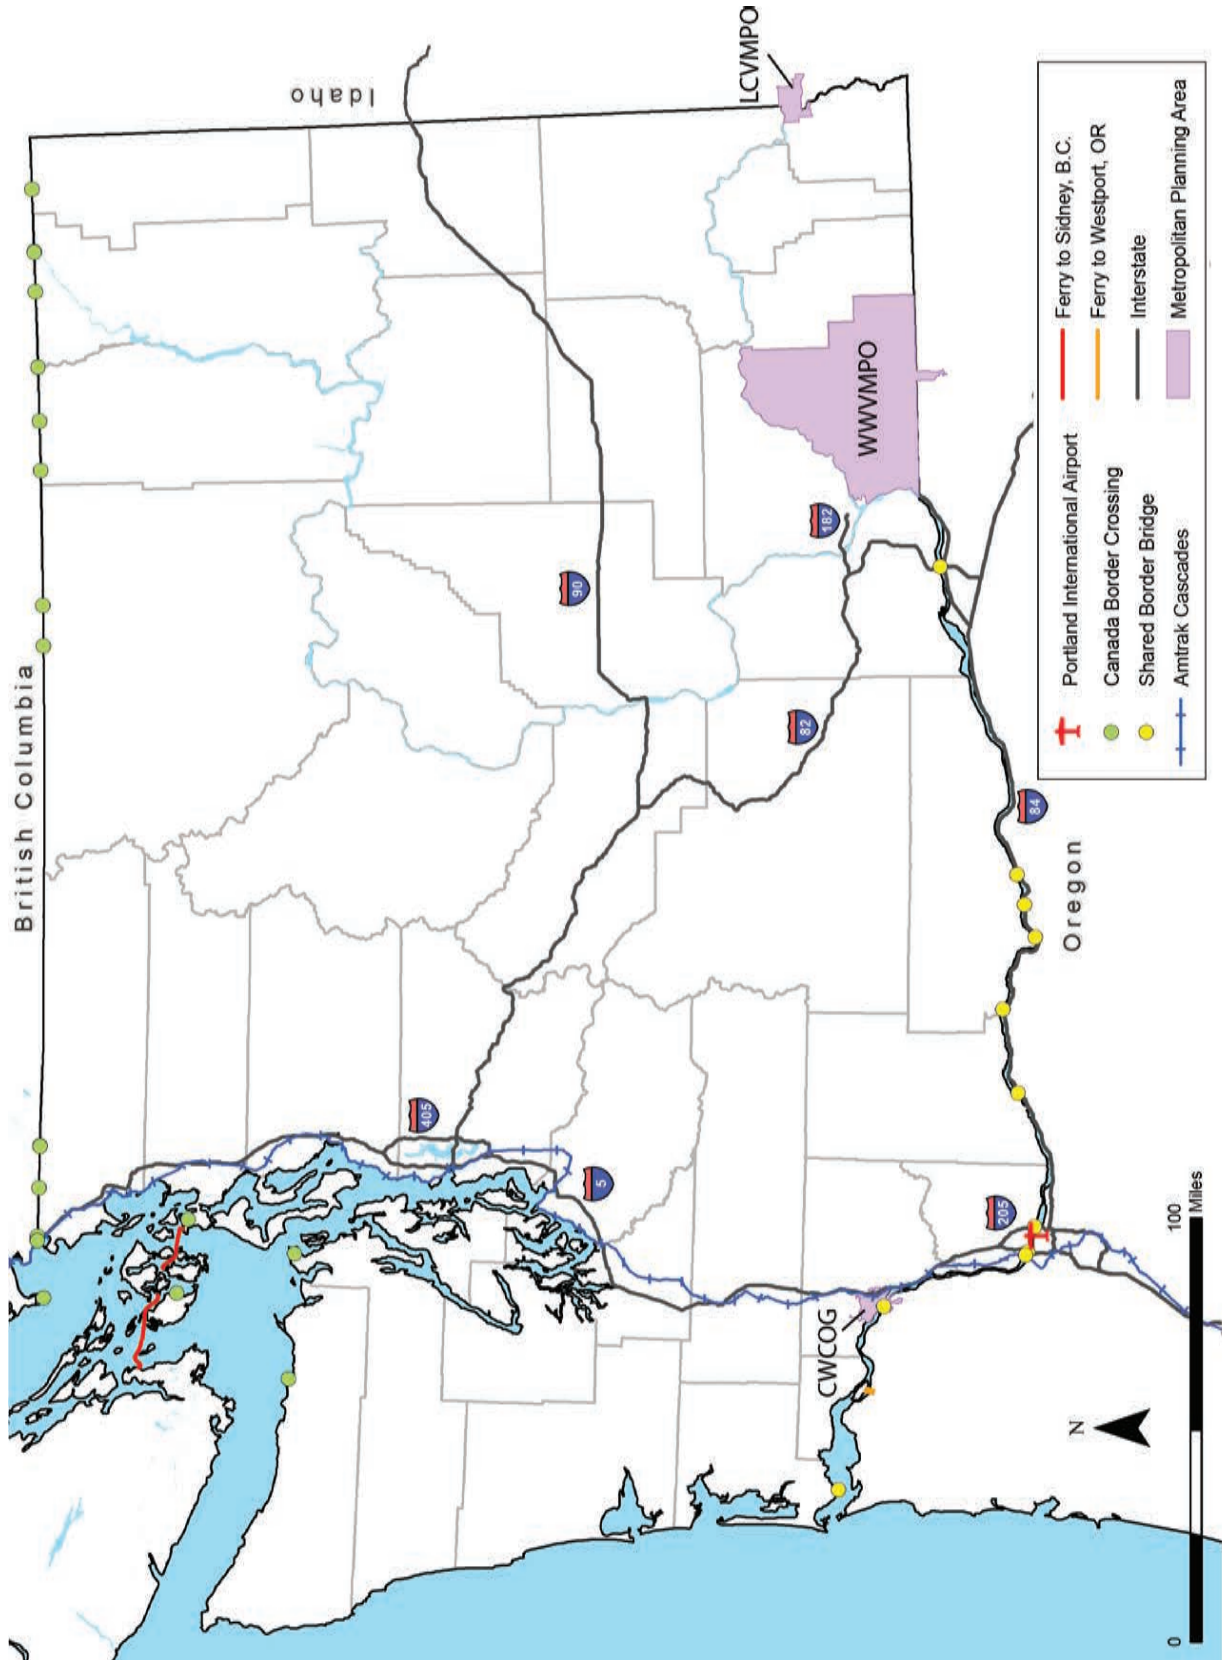 British Columbia
Idaho
LCVMPO
WWVMPO
182
90
82
84
Oregon
405
5
205
CWCOG
N
0
100
Miles
Portland International Airport
Canada Border Crossing
Shared Border Bridge
Amtrak Cascades
Ferry to Sidney, B.C.
Ferry to Westport, OR
Interstate
Metropolitan Planning Area